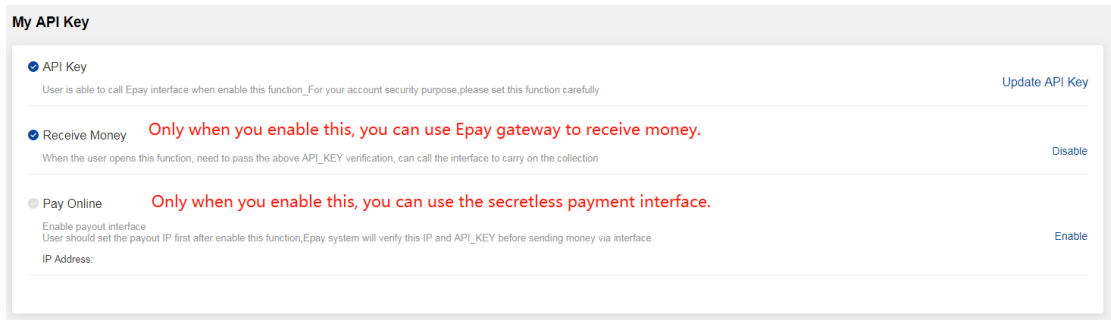 My API Key
API Key
User is able to call Epay interface when enable this function_For your account security purpose,please set this function carefully
Update API Key
Receive Money Only when you enable this, you can use Epay gateway to receive money.
When the user opens this function, need to pass the above API_KEY verification, can call the interface to carry on the collection
Disable
Pay Online Only when you enable this, you can use the secretless payment interface.
Enable payout interface
User should set the payout IP first after enable this function,Epay system will verify this IP and API_KEY before sending money via interface
Enable
IP Address: